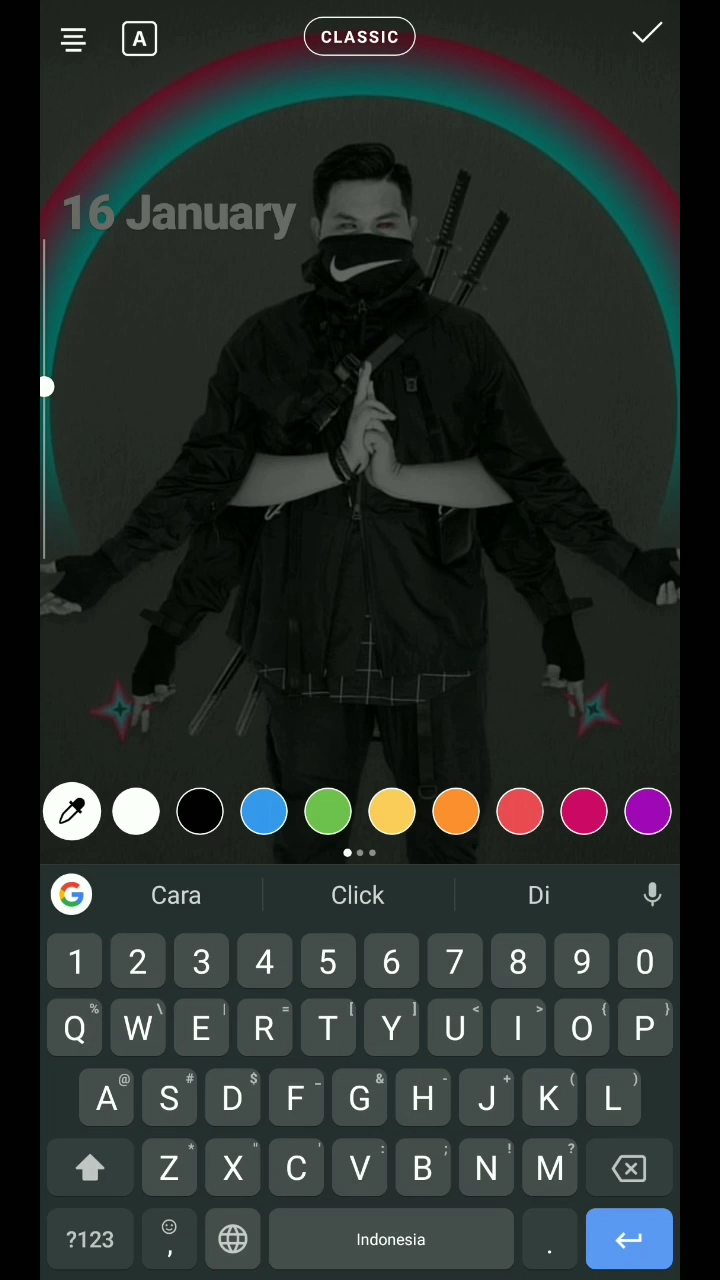 A
CLASSIC
16 January
Cara Click Di
1 2 3 4 5 6 7 8 9 0
% \ | = [ ] < > { }
Q W E R T Y U I O P
@ # $ _ & - + ( )
A S D F G H J K L
* " ' : ; ! ?
Z X C V B N M
?123 , Indonesia .